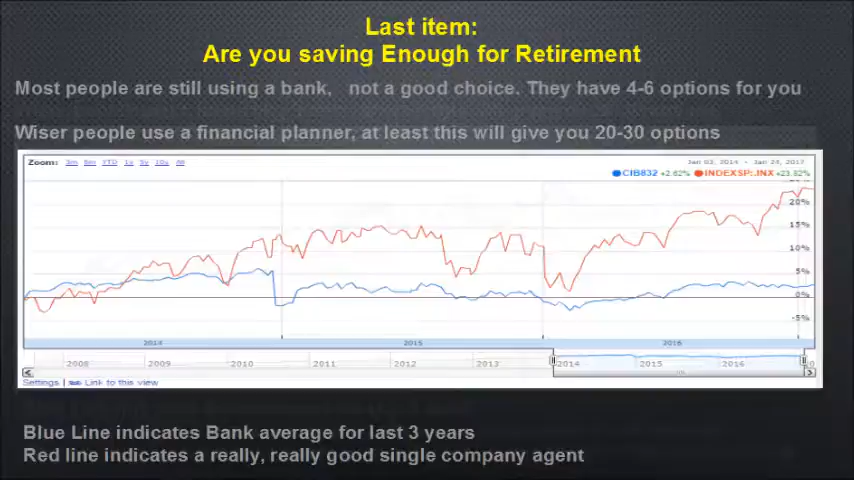 Last item:
Are you saving Enough for Retirement
Most people are still using a bank, not a good choice. They have 4-6 options for you
Wiser people use a financial planner, at least this will give you 20-30 options
Zoom: YTD 1y 5y 10y All
Jan 03, 2014 - Jan 24, 2017
CIB832 +2.62% INDEXSP:.INX +23.92%
20%
15%
10%
5%
0%
-5%
2014 2015 2016
2008 2009 2010 2011 2012 2013 2014 2015 2016
Settings | Link to this view
Blue Line indicates Bank average for last 3 years
Red line indicates a really, really good single company agent